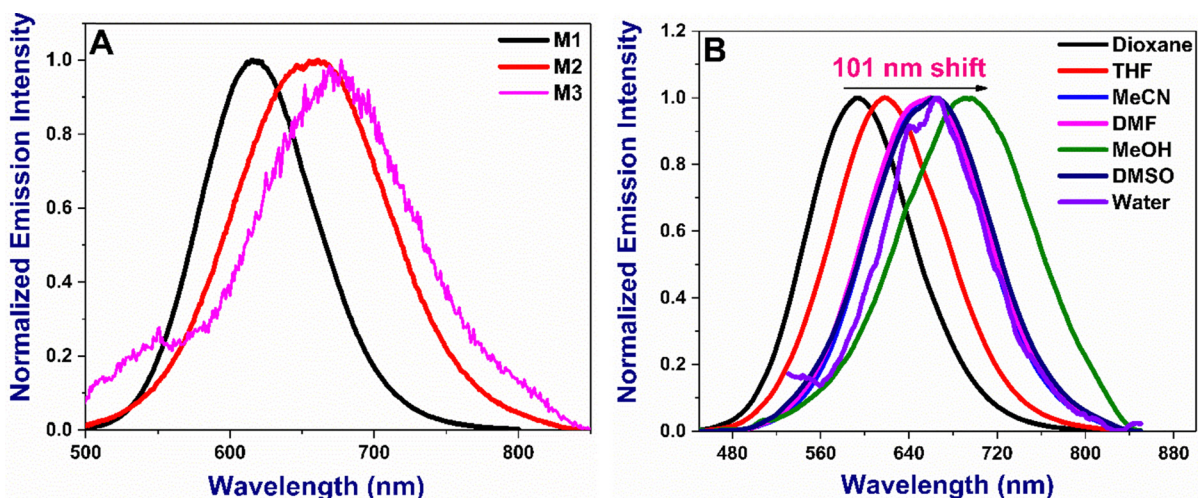 A
M1
M2
M3
Normalized Emission Intensity
1.0
0.8
0.6
0.4
0.2
0.0
500
600
700
800
Wavelength (nm)
B
101 nm shift
Dioxane
THF
MeCN
DMF
MeOH
DMSO
Water
Normalized Emission Intensity
1.2
1.0
0.8
0.6
0.4
0.2
0.0
480
560
640
720
800
880
Wavelength (nm)